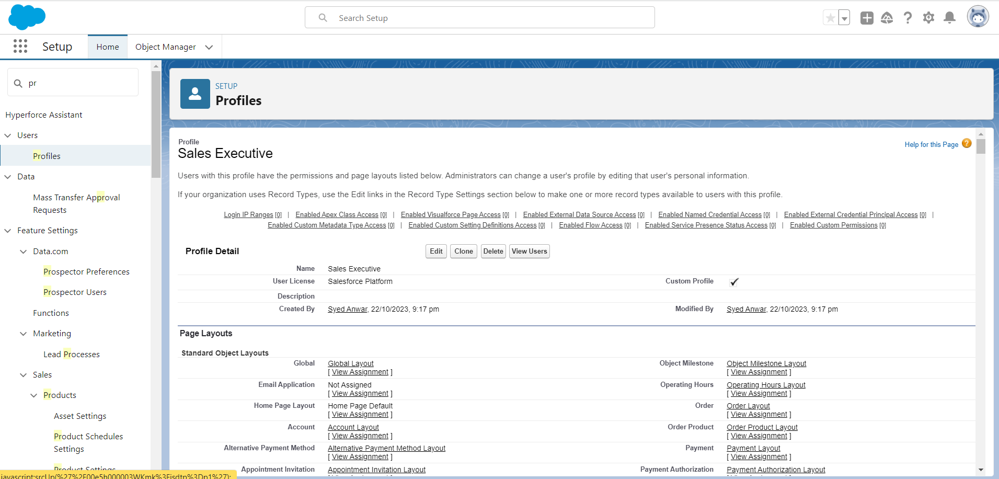 Search Setup
Setup
Home
Object Manager
pr
Hyperforce Assistant
Users
Profiles
Data
Mass Transfer Approval
Requests
Feature Settings
Data.com
Prospector Preferences
Prospector Users
Functions
Marketing
Lead Processes
Sales
Products
Asset Settings
Product Schedules
Settings
Product Settings
javascript:srcUp(%27%2F00e5h000003WKmk%3Fisdtp%3Dp1%27);
SETUP
Profiles
Profile
Sales Executive
Help for this Page
Users with this profile have the permissions and page layouts listed below. Administrators can change a user's profile by editing that user's personal information.
If your organization uses Record Types, use the Edit links in the Record Type Settings section below to make one or more record types available to users with this profile.
Login IP Ranges [0] | Enabled Apex Class Access [0] | Enabled Visualforce Page Access [0] | Enabled External Data Source Access [0] | Enabled Named Credential Access [0] | Enabled External Credential Principal Access [0] |
Enabled Custom Metadata Type Access [0] | Enabled Custom Setting Definitions Access [0] | Enabled Flow Access [0] | Enabled Service Presence Status Access [0] | Enabled Custom Permissions [0]
Profile Detail Edit Clone Delete View Users
Name Sales Executive
User License Salesforce Platform Custom Profile
Description
Created By Syed Anwar, 22/10/2023, 9:17 pm Modified By Syed Anwar, 22/10/2023, 9:17 pm
Page Layouts
Standard Object Layouts
Global Global Layout Object Milestone Object Milestone Layout
[ View Assignment ] [ View Assignment ]
Email Application Not Assigned Operating Hours Operating Hours Layout
[ View Assignment ] [ View Assignment ]
Home Page Layout Home Page Default Order Order Layout
[ View Assignment ] [ View Assignment ]
Account Account Layout Order Product Order Product Layout
[ View Assignment ] [ View Assignment ]
Alternative Payment Method Alternative Payment Method Layout Payment Payment Layout
[ View Assignment ] [ View Assignment ]
Appointment Invitation Appointment Invitation Layout Payment Authorization Payment Authorization Layout